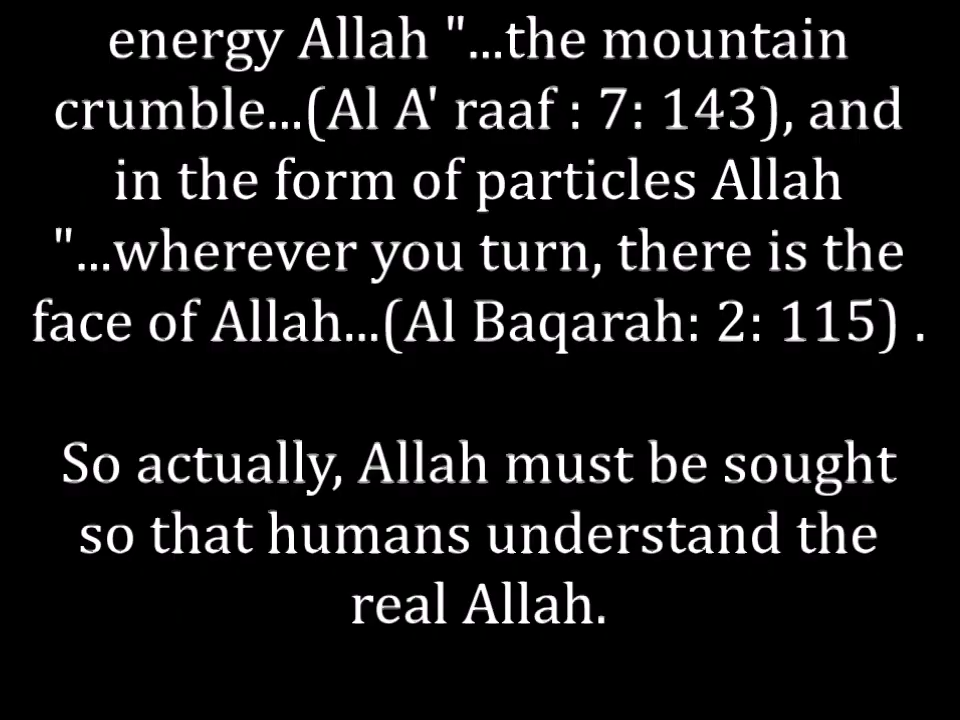 energy Allah "...the mountain
crumble...(Al A' raaf : 7: 143), and
in the form of particles Allah
"...wherever you turn, there is the
face of Allah...(Al Baqarah: 2: 115) .
So actually, Allah must be sought
so that humans understand the
real Allah.